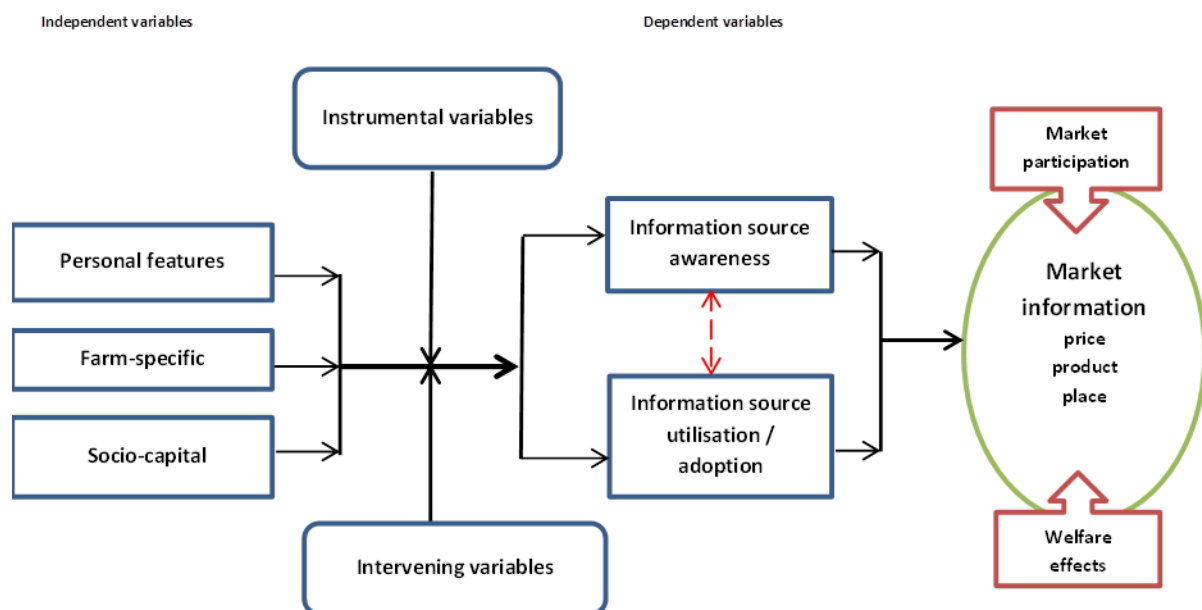 Independent variables
Dependent variables
Instrumental variables
Personal features
Farm-specific
Socio-capital
Intervening variables
Information source
awareness
Information source
utilisation /
adoption
Market
participation
Market
information
price
product
place
Welfare
effects